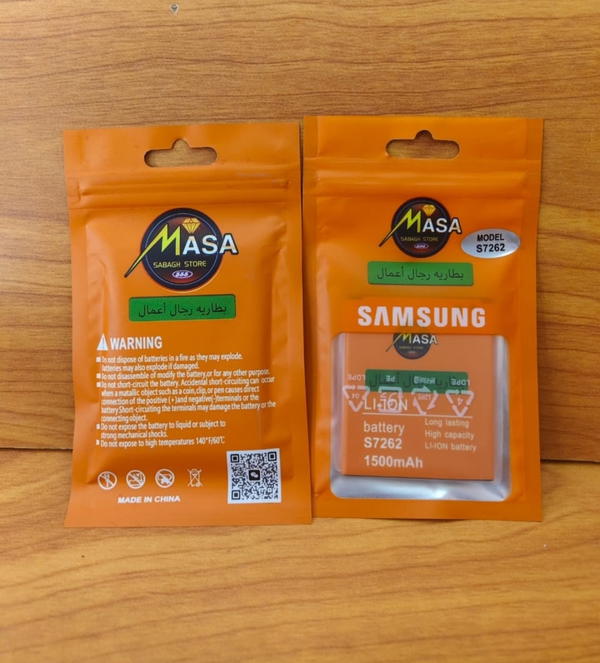 MASA
SABAGH STORE
بطاريه رجال أعمال
WARNING
Do not dispose of batteries in a fire as they may explode.
batteries may also explode if damaged.
Do not disassemble of modify the battery.or for any other purpose.
Do not short-circuit the battery. Accidental short-circuiting can occur
when a matallic object such as a coin,clip,or pen causes direct
connection of the positive (+) and negative(-)terminals or the
battery Short-circuiting the terminals may damage the battery or the
connecting object.
Do not expose the battery to liquid or subject to
strong mechanical shocks.
Do not expose to high temperatures 140°F/60°C
MADE IN CHINA
MASA
SABAGH STORE
MODEL
S7262
بطاريه رجال أعمال
SAMSUNG
MASA
LDPE
PE
LDPE
04
LI-ION
battery
S7262
1500mAh
Long lasting
High capacity
LI-ION battery